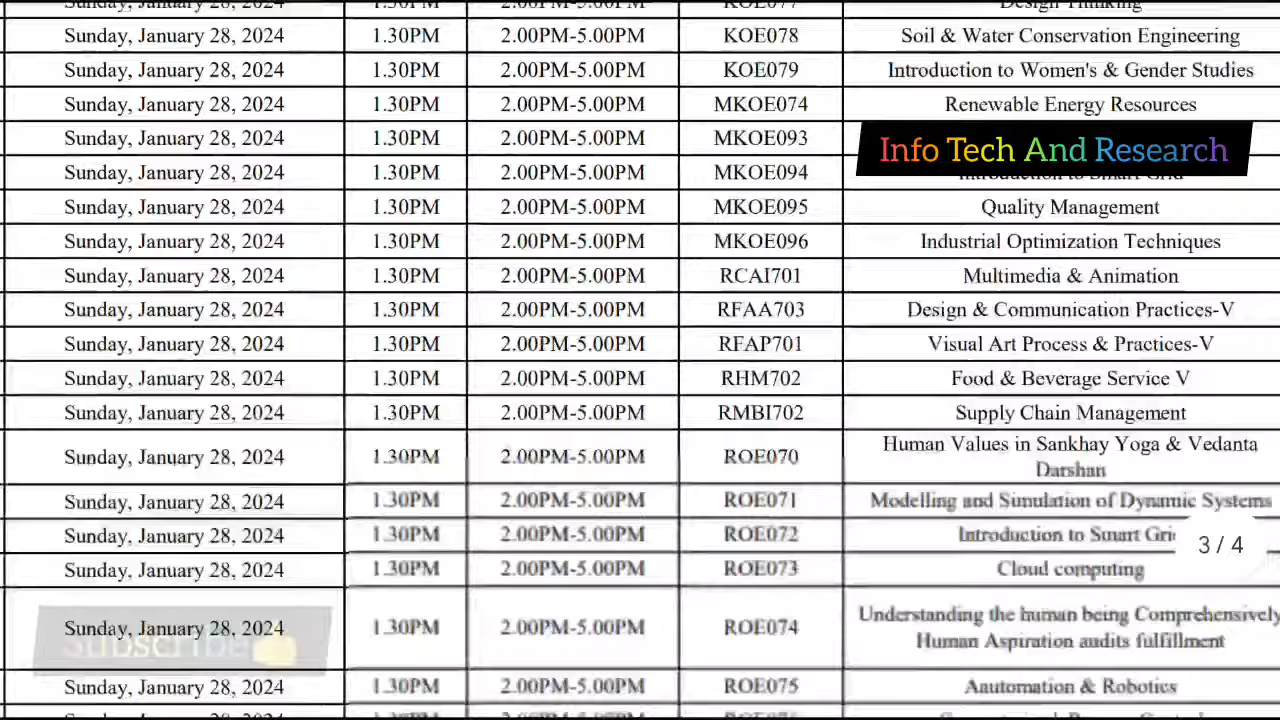 Sunday, January 28, 2024 1.30PM 2.00PM-5.00PM KOE077 Design Thinking
Sunday, January 28, 2024 1.30PM 2.00PM-5.00PM KOE078 Soil & Water Conservation Engineering
Sunday, January 28, 2024 1.30PM 2.00PM-5.00PM KOE079 Introduction to Women's & Gender Studies
Sunday, January 28, 2024 1.30PM 2.00PM-5.00PM MKOE074 Renewable Energy Resources
Sunday, January 28, 2024 1.30PM 2.00PM-5.00PM MKOE093
Info Tech And Research
Sunday, January 28, 2024 1.30PM 2.00PM-5.00PM MKOE094 Introduction to Smart Grid
Sunday, January 28, 2024 1.30PM 2.00PM-5.00PM MKOE095 Quality Management
Sunday, January 28, 2024 1.30PM 2.00PM-5.00PM MKOE096 Industrial Optimization Techniques
Sunday, January 28, 2024 1.30PM 2.00PM-5.00PM RCAI701 Multimedia & Animation
Sunday, January 28, 2024 1.30PM 2.00PM-5.00PM RFAA703 Design & Communication Practices-V
Sunday, January 28, 2024 1.30PM 2.00PM-5.00PM RFAP701 Visual Art Process & Practices-V
Sunday, January 28, 2024 1.30PM 2.00PM-5.00PM RHM702 Food & Beverage Service V
Sunday, January 28, 2024 1.30PM 2.00PM-5.00PM RMBI702 Supply Chain Management
Sunday, January 28, 2024 1.30PM 2.00PM-5.00PM ROE070 Human Values in Sankhay Yoga & Vedanta
Darshan
Sunday, January 28, 2024 1.30PM 2.00PM-5.00PM ROE071 Modelling and Simulation of Dynamic Systems
Sunday, January 28, 2024 1.30PM 2.00PM-5.00PM ROE072 Introduction to Smart Gri
3 / 4
Sunday, January 28, 2024 1.30PM 2.00PM-5.00PM ROE073 Cloud computing
Understanding the human being Comprehensively
Sunday, January 28, 2024 1.30PM 2.00PM-5.00PM ROE074
Human Aspiration audits fulfillment
Subscribe
Sunday, January 28, 2024 1.30PM 2.00PM-5.00PM ROE075 Aautomation & Robotics